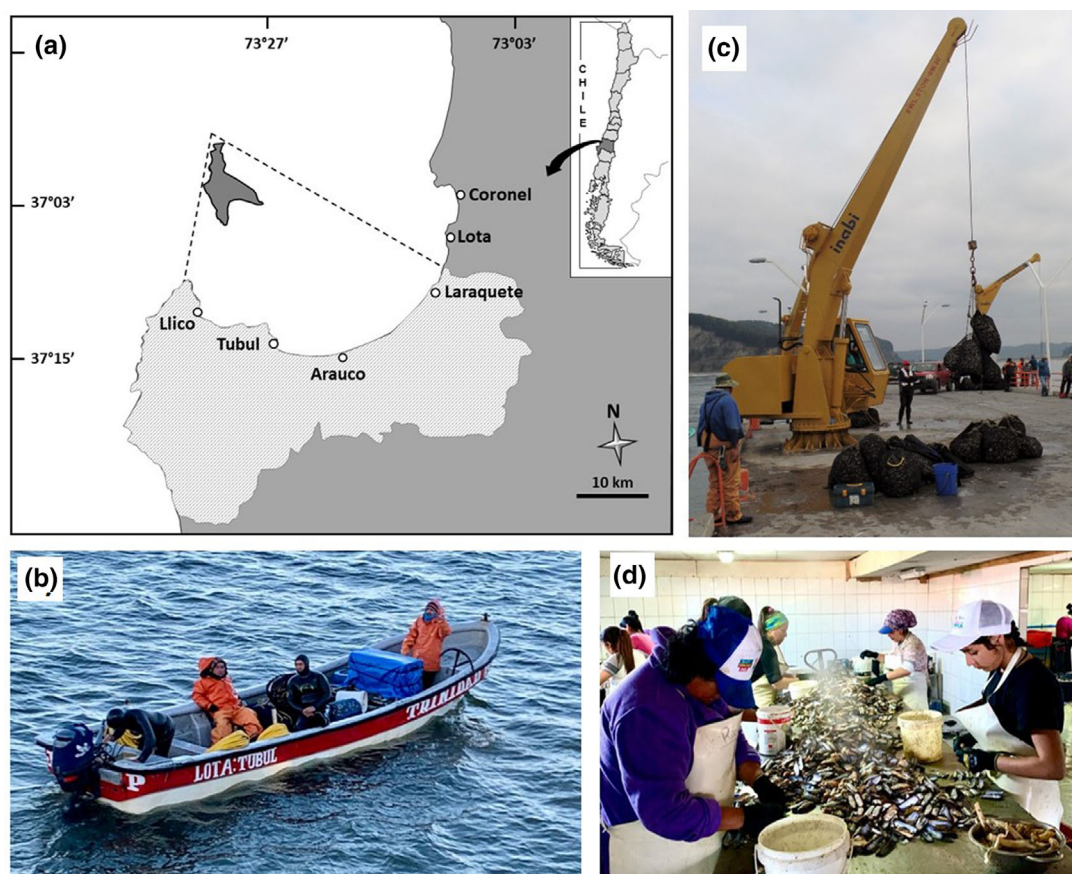 (a)
73°27’
73°03’
CHILE
37°03’
37°15’
Coronel
Lota
Laraquete
Llico
Tubul
Arauco
N
10 km
(c)
inabi
(b)
TRINIDAD
LOTA:TUBUL
P
(d)